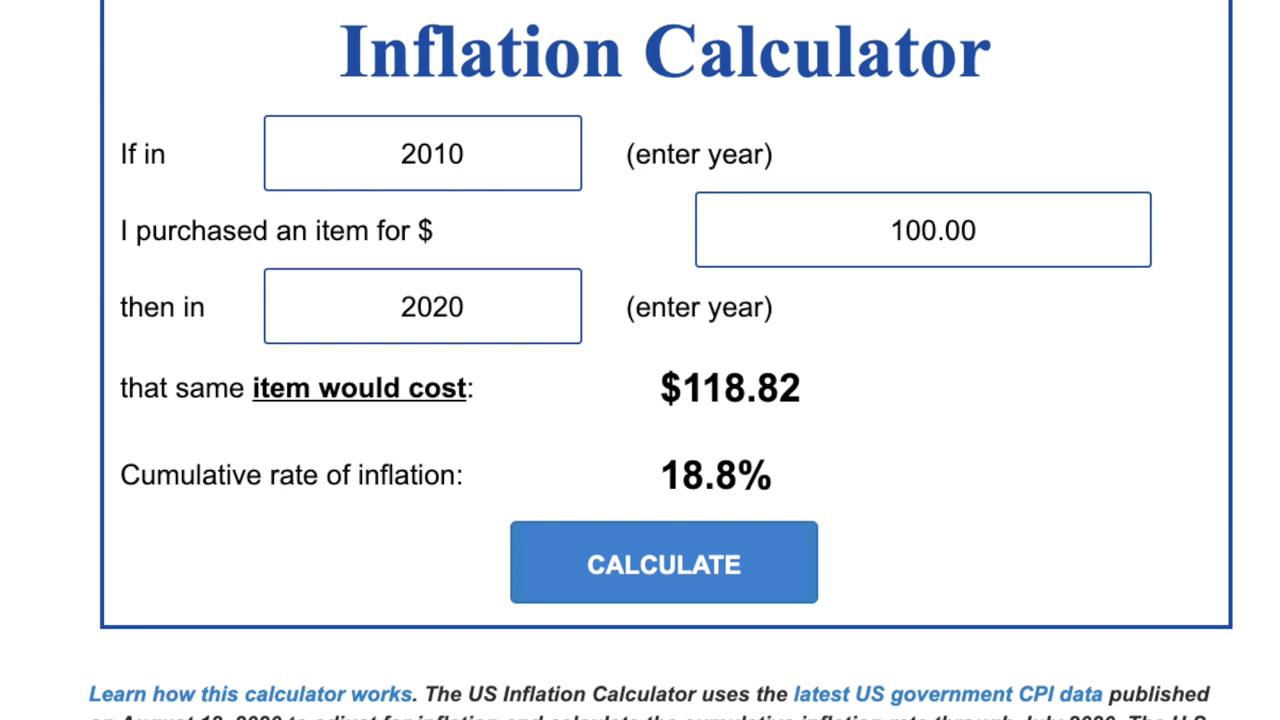 Inflation Calculator
If in 2010 (enter year)
I purchased an item for $ 100.00
then in 2020 (enter year)
that same item would cost: $118.82
Cumulative rate of inflation: 18.8%
CALCULATE
Learn how this calculator works. The US Inflation Calculator uses the latest US government CPI data published